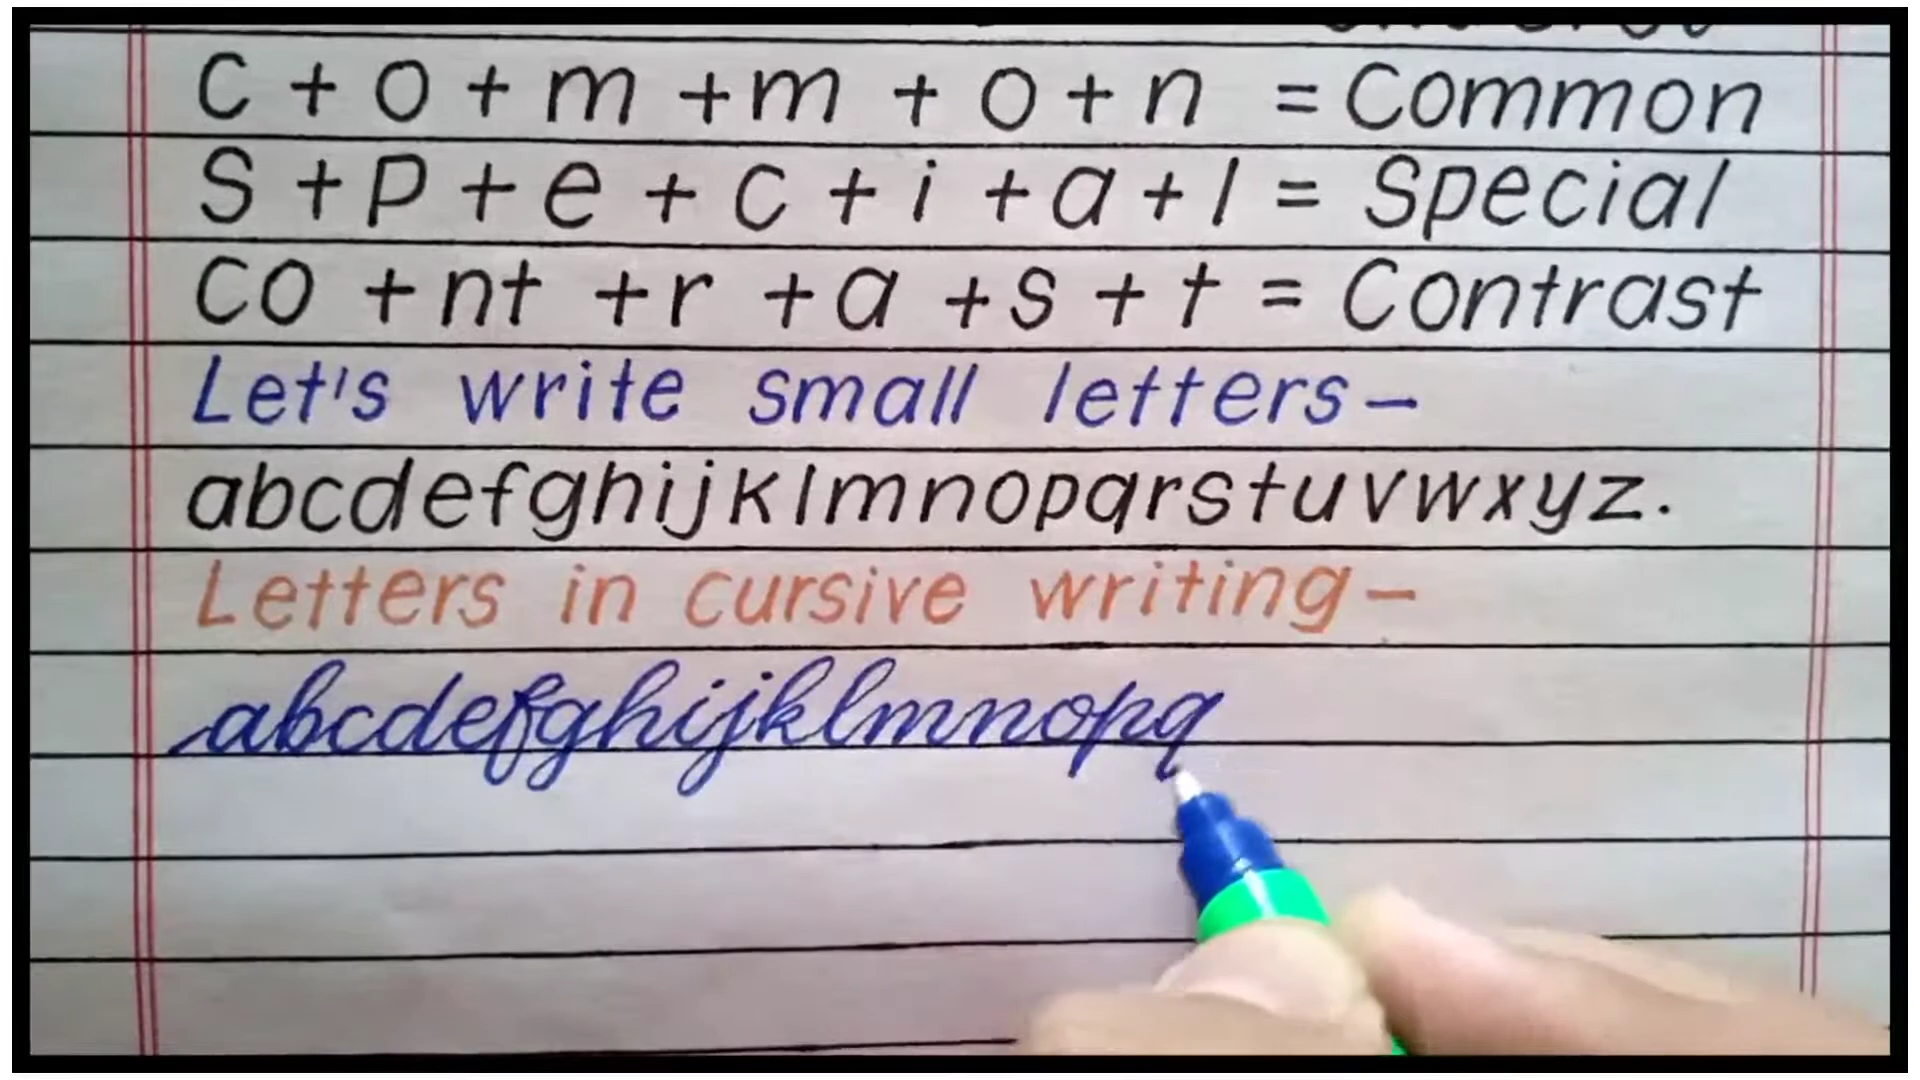 C + o + m + m + o + n = Common
S + p + e + c + i + a + l = Special
Co + nt + r + a + s + t = Contrast
Let's write small letters-
abcdefghijklmnopqrstuvwxyz.
Letters in cursive writing-
abcdefghijklmnopq